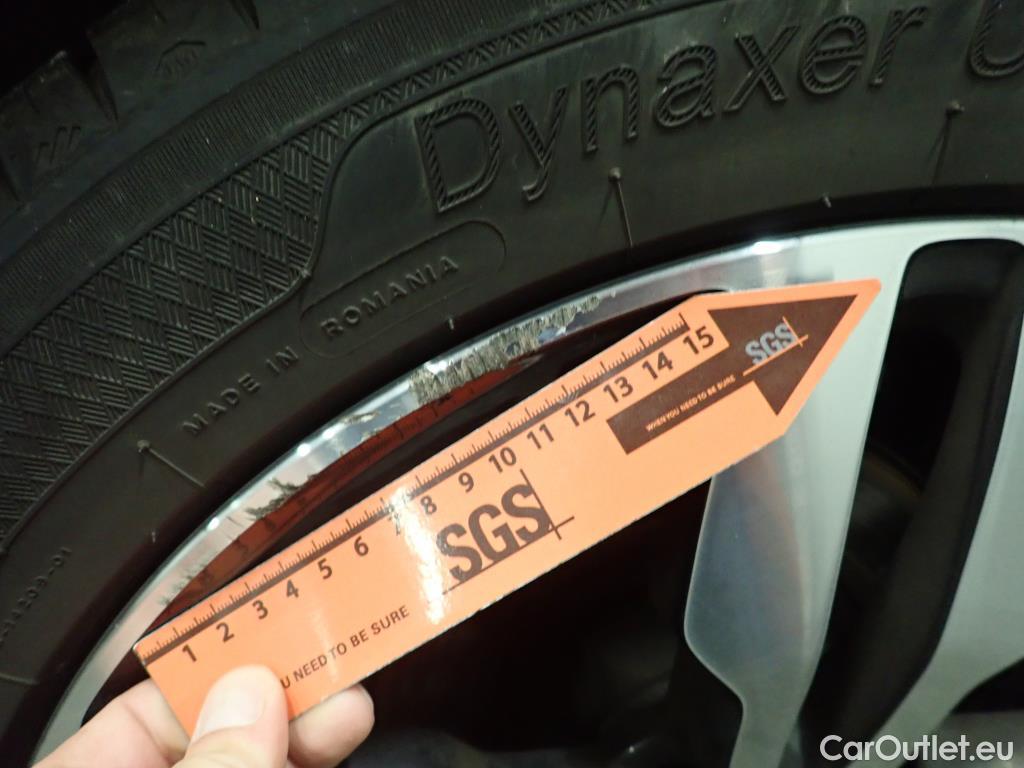 Dynaxer
MADE IN ROMANIA
1 2 3 4 5 6 7 8 9 10 11 12 13 14 15
SGS
WHEN YOU NEED TO BE SURE
SGS
U NEED TO BE SURE
CarOutlet.eu